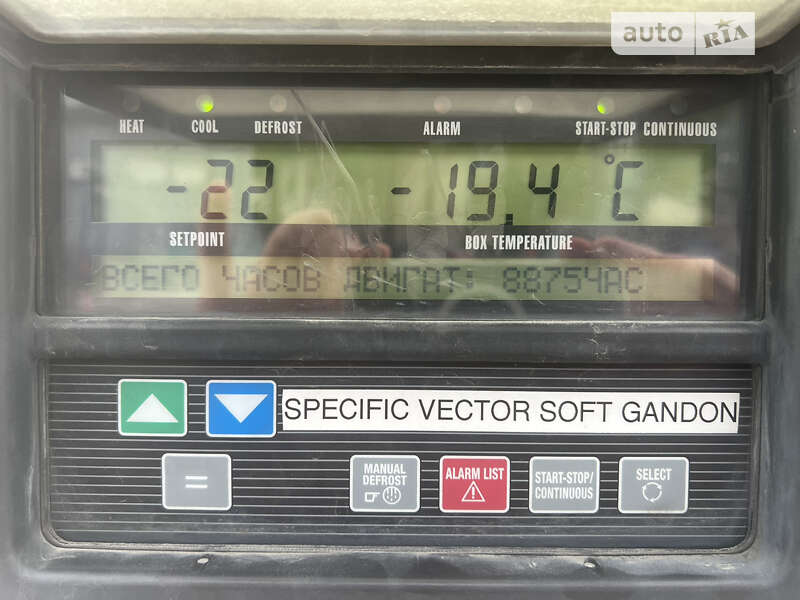 auto RIA
HEAT COOL DEFROST ALARM START-STOP CONTINUOUS
-22 -19.4 °C
SETPOINT BOX TEMPERATURE
ВСЕГО ЧАСОВ ДВИГАТ: 8875ЧАС
SPECIFIC VECTOR SOFT GANDON
=
MANUAL DEFROST
ALARM LIST
START-STOP/ CONTINUOUS
SELECT